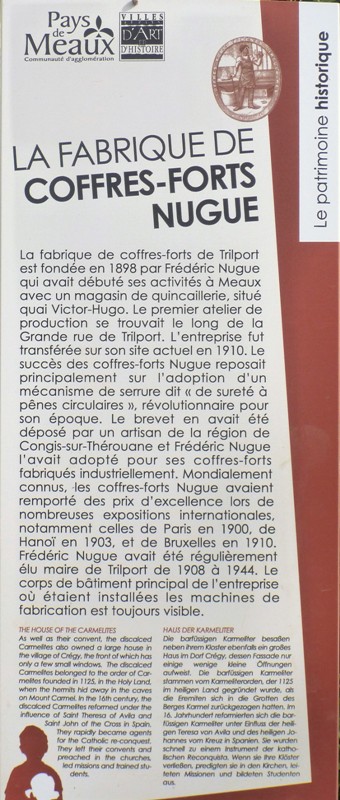 Pays
de
Meaux
Communauté d'agglomération
VILLES
D'ART
D'HISTOIRE
Le patrimoine historique
LA FABRIQUE DE
COFFRES-FORTS
NUGUE
La fabrique de coffres-forts de Trilport
est fondée en 1898 par Frédéric Nugue
qui avait débuté ses activités à Meaux
avec un magasin de quincaillerie, situé
quai Victor-Hugo. Le premier atelier de
production se trouvait le long de la
Grande rue de Trilport. L'entreprise fut
transférée sur son site actuel en 1910. Le
succès des coffres-forts Nugue reposait
principalement sur l'adoption d'un
mécanisme de serrure dit « de sureté à
pênes circulaires », révolutionnaire pour
son époque. Le brevet en avait été
déposé par un artisan de la région de
Congis-sur-Thérouane et Frédéric Nugue
l'avait adopté pour ses coffres-forts
fabriqués industriellement. Mondialement
connus, les coffres-forts Nugue avaient
remporté des prix d'excellence lors de
nombreuses expositions internationales,
notamment celles de Paris en 1900, de
Hanoï en 1903, et de Bruxelles en 1910.
Frédéric Nugue avait été régulièrement
élu maire de Trilport de 1908 à 1944. Le
corps de bâtiment principal de l'entreprise
où étaient installées les machines de
fabrication est toujours visible.
THE HOUSE OF THE CARMELITES
As well as their convent, the discalced
Carmelites also owned a large house in
the village of Crégy, the front of which has
only a few small windows. The discalced
Carmelites belonged to the order of Car-
melites founded in 1125, in the Holy Land,
when the hermits hid away in the caves
on Mount Carmel. In the 16th century, the
discalced Carmelites reformed under the
influence of Saint Theresa of Avila and
Saint John of the Cross in Spain.
They rapidly became agents
for the Catholic re-conquest.
They left their convents and
preached in the churches,
led missions and trained stu-
dents.
HAUS DER KARMELITER
Die barfüssigen Karmeliter besaßen
neben ihrem Kloster ebenfalls ein großes
Haus im Dorf Crégy, dessen Fassade nur
einige wenige kleine Öffnungen
aufweist. Die barfüssigen Karmeliter
stammen vom Karmeliterorden, der 1125
im heiligen Land gegründet wurde, als
die Eremiten sich in die Grotten des
Berges Karmel zurückgezogen hatten. Im
16. Jahrhundert reformierten sich die bar-
füssigen Karmeliter unter Einfluss der heili-
gen Teresa von Avila und des heiligen Jo-
hannes vom Kreuz in Spanien. Sie wurden
schnell zu einem Instrument der katho-
lischen Reconquista. Wenn sie ihre Klöster
verließen, predigten sie in den Kirchen, lei-
teten Missionen und bildeten Studenten
aus.